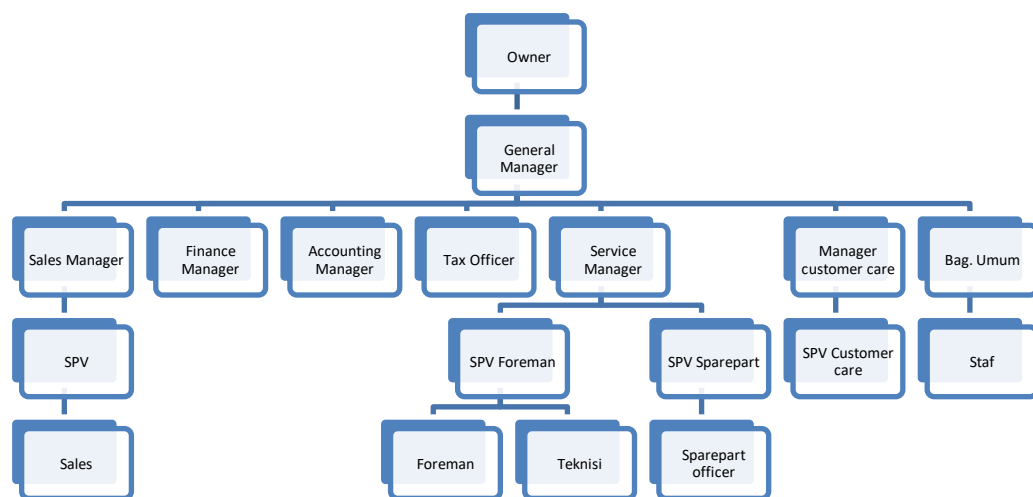 Owner
General
Manager
Sales Manager
Finance
Manager
Accounting
Manager
Tax Officer
Service
Manager
Manager
customer care
Bag. Umum
SPV
SPV Foreman
SPV Sparepart
SPV Customer
care
Staf
Sales
Foreman
Teknisi
Sparepart
officer